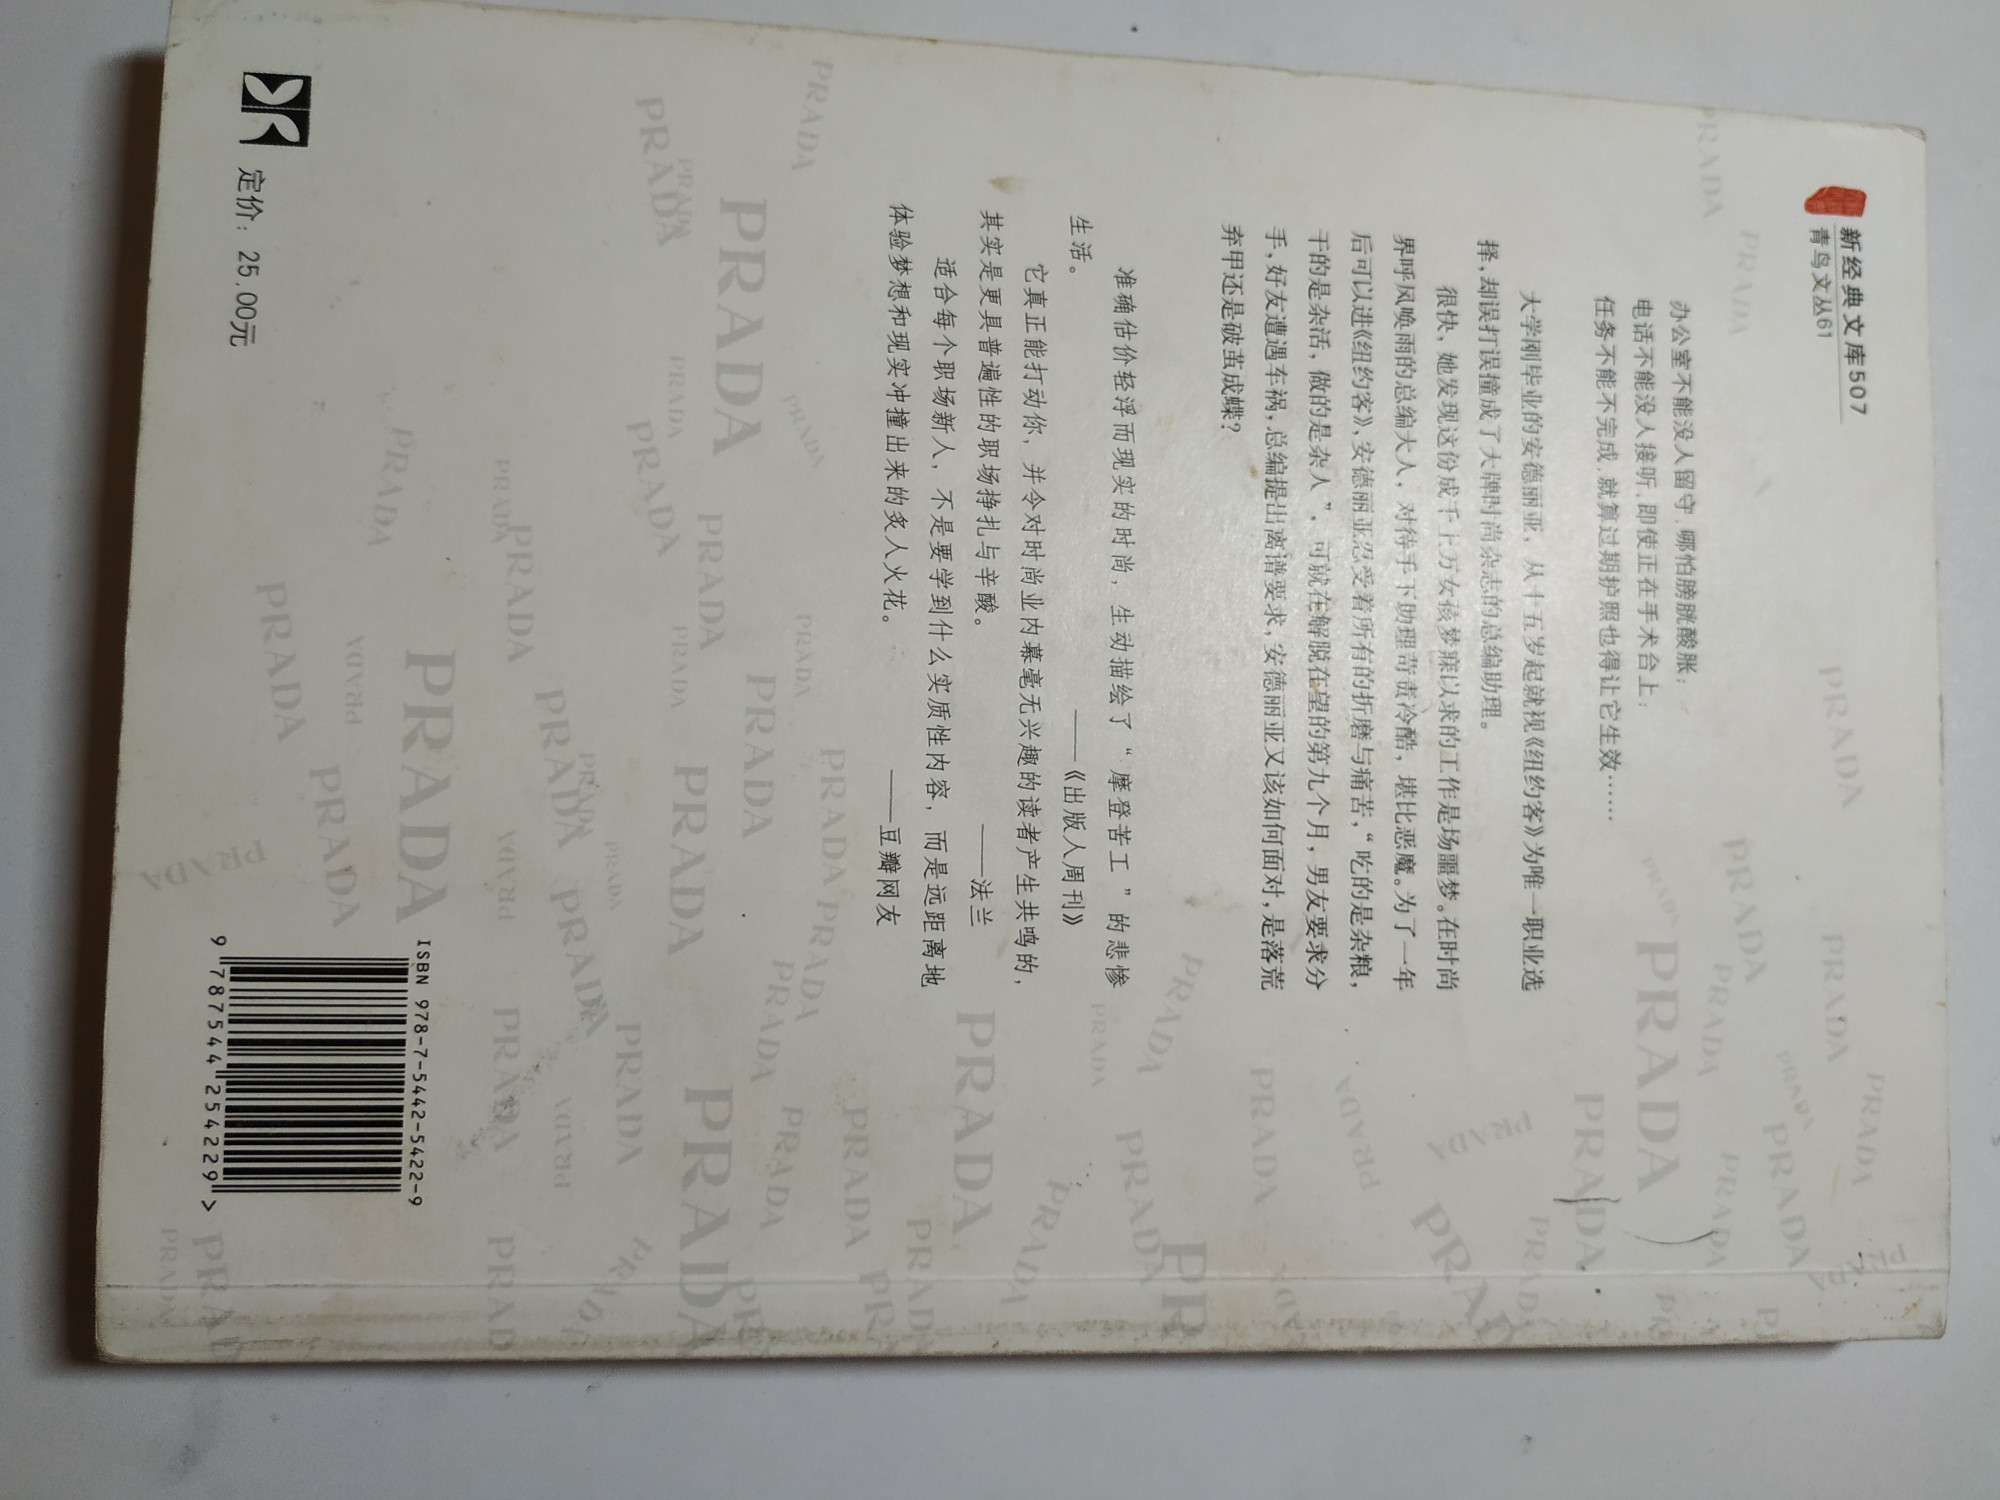 新经典文库507
青鸟文丛61
办公室不能没人留守，哪怕膀胱酸胀；
电话不能没人接听，即使正在手术台上；
任务不能不完成，就算过期护照也得让它生效……
大学刚毕业的安德丽亚，从十五岁起就视《纽约客》为唯一职业选
择，却误打误撞成了大牌时尚杂志的总编助理。
很快，她发现这份成千上万女孩梦寐以求的工作是场噩梦。在时尚
界呼风唤雨的总编大人，对待手下助理苛责冷酷，堪比恶魔。为了一年
后可以进《纽约客》，安德丽亚忍受着所有的折磨与痛苦，“吃的是杂粮，
干的是杂活，做的是杂人”，可就在解脱在望的第九个月，男友要求分
手，好友遭遇车祸，总编提出离谱要求，安德丽亚又该如何面对，是落荒
弃甲还是破茧成蝶？
准确估价轻浮而现实的时尚，生动描绘了“摩登苦工”的悲惨
生活。
——《出版人周刊》
它真正能打动你，并令对时尚业内幕毫无兴趣的读者产生共鸣的，
其实是更具普遍性的职场挣扎与辛酸。
——法兰
适合每个职场新人，不是要学到什么实质性内容，而是远距离地
体验梦想和现实冲撞出来的炙人火花。
——豆瓣网友
定价：25.00元
ISBN 978-7-5442-5422-9
9 787544 254229 >
PRADA